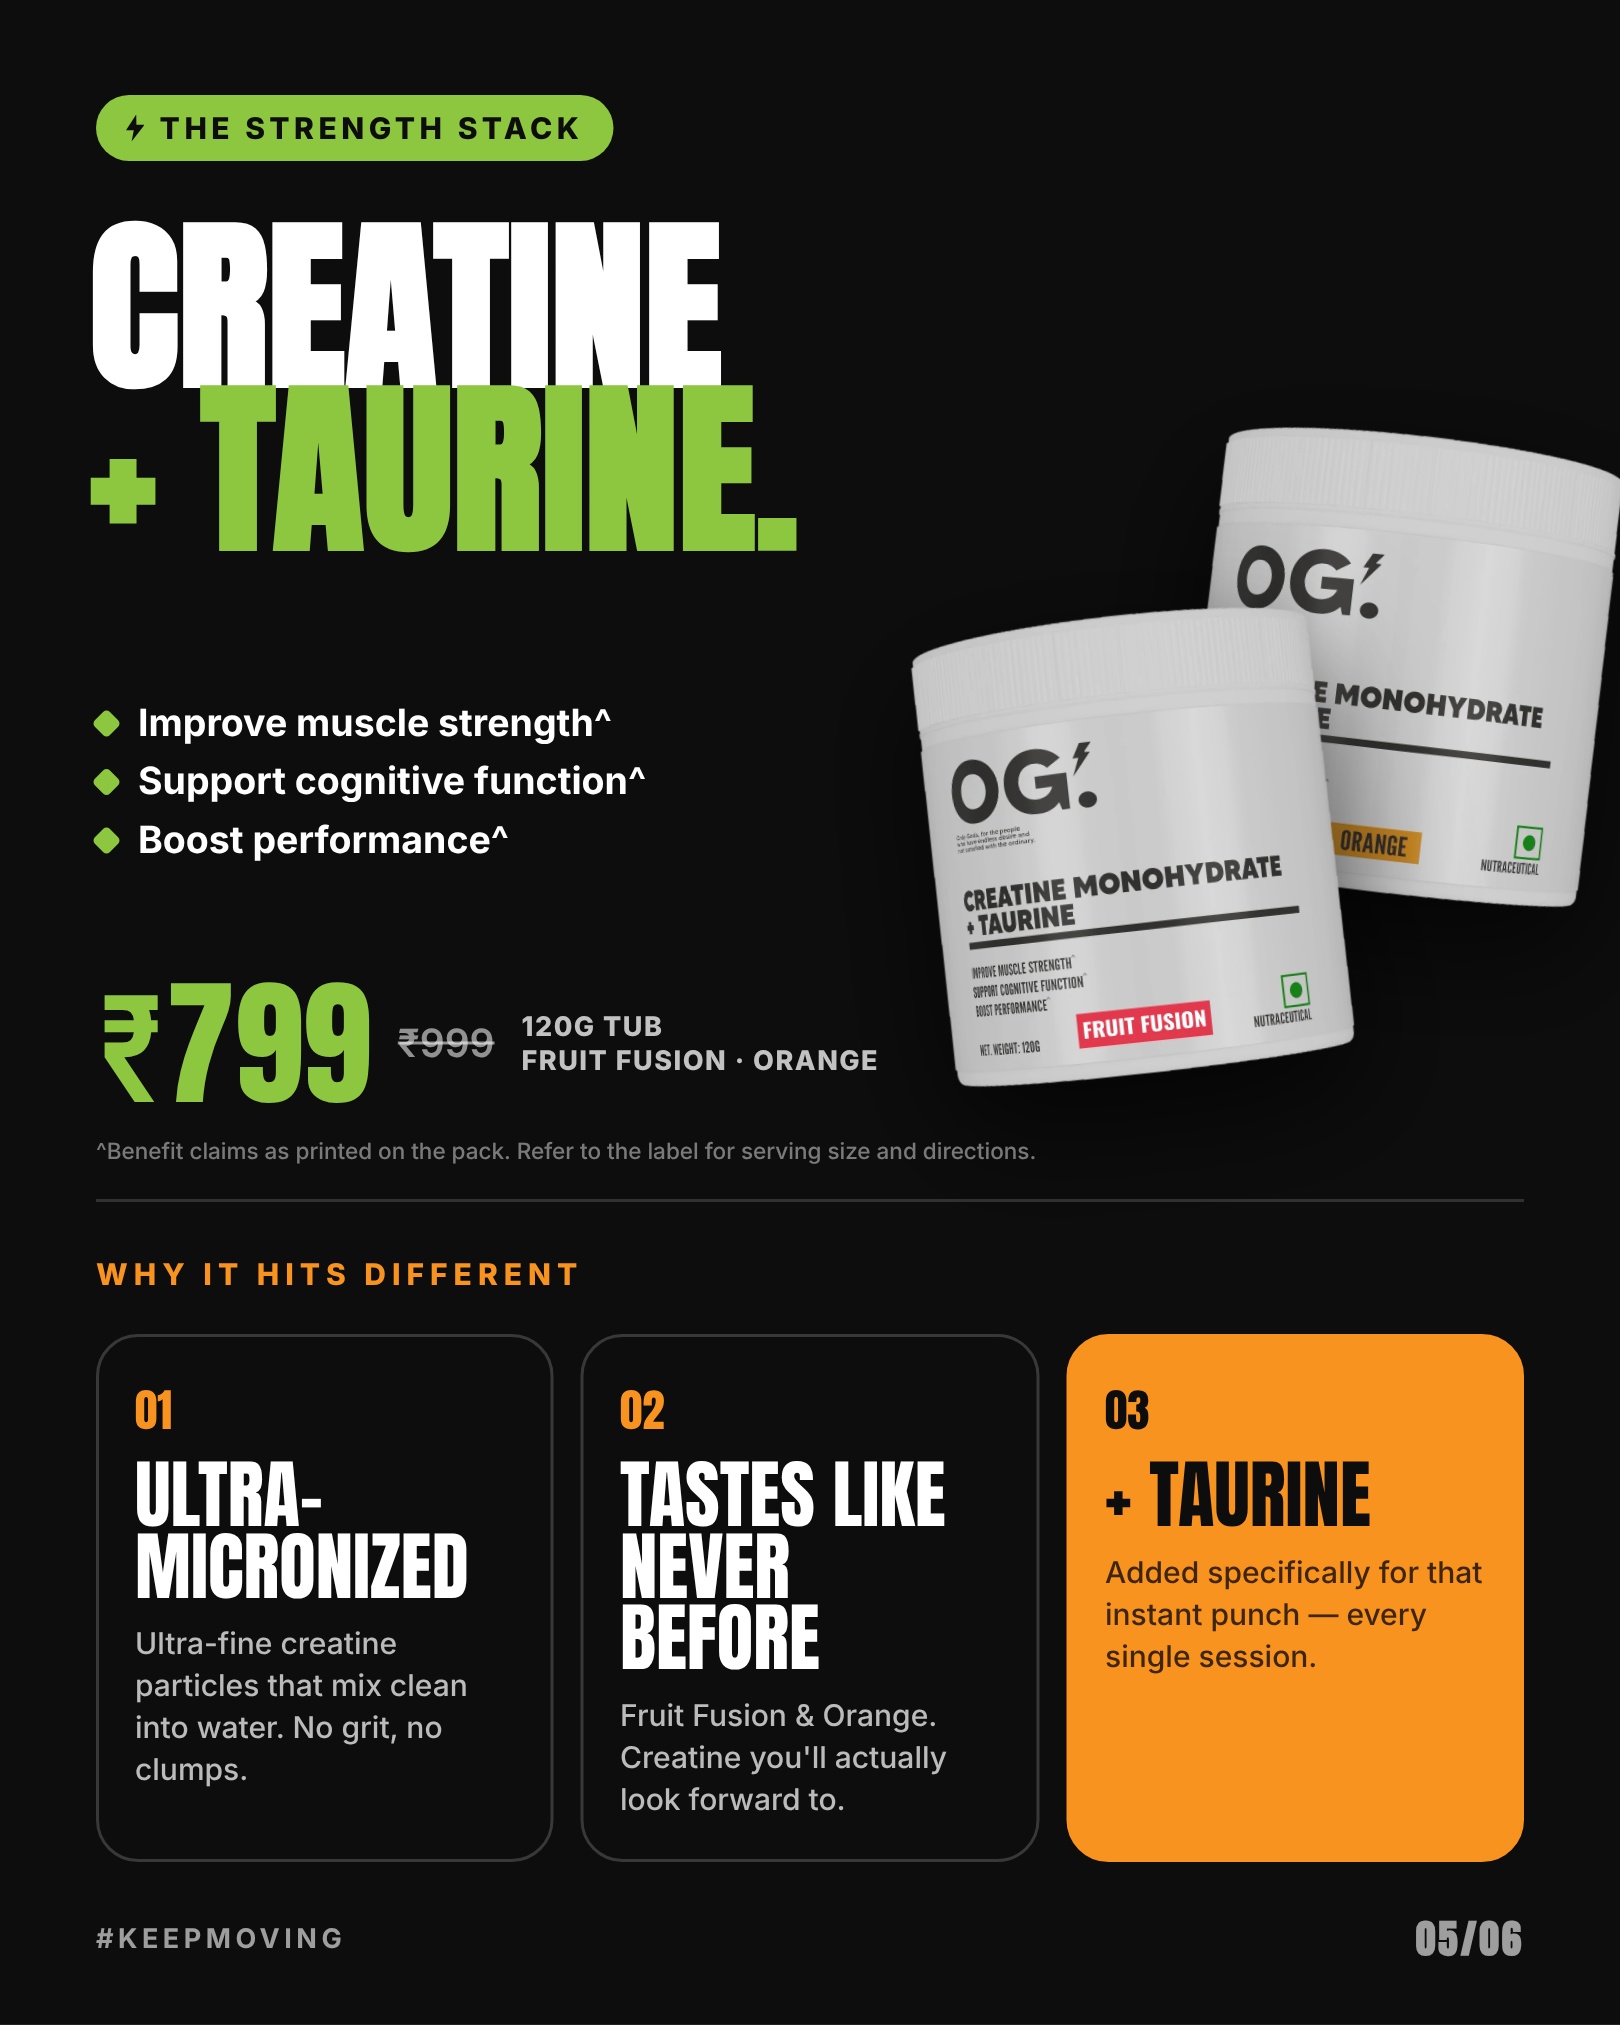 THE STRENGTH STACK
CREATINE
+ TAURINE.
Improve muscle strength^
Support cognitive function^
Boost performance^
₹799 ₹999
120G TUB
FRUIT FUSION · ORANGE
^Benefit claims as printed on the pack. Refer to the label for serving size and directions.
OG.
E MONOHYDRATE
E
ORANGE
NUTRACEUTICAL
OG.
CREATINE MONOHYDRATE
+ TAURINE
IMPROVE MUSCLE STRENGTH^
SUPPORT COGNITIVE FUNCTION^
BOOST PERFORMANCE^
NET. WEIGHT: 120G
FRUIT FUSION
NUTRACEUTICAL
WHY IT HITS DIFFERENT
01
ULTRA-
MICRONIZED
Ultra-fine creatine
particles that mix clean
into water. No grit, no
clumps.
02
TASTES LIKE
NEVER
BEFORE
Fruit Fusion & Orange.
Creatine you'll actually
look forward to.
03
+ TAURINE
Added specifically for that
instant punch — every
single session.
#KEEPMOVING
05/06